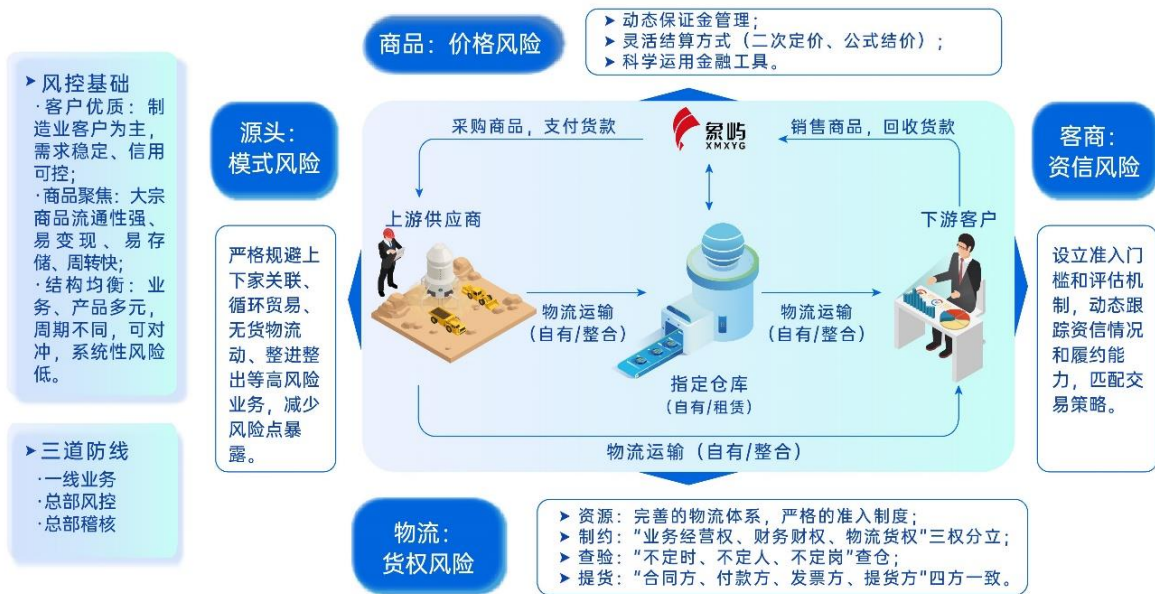 商品：价格风险
➤ 动态保证金管理；
➤ 灵活结算方式（二次定价、公式结价）；
➤ 科学运用金融工具。
➤ 风控基础
·客户优质：制
造业客户为主，
需求稳定、信用
可控；
·商品聚焦：大宗
商品流通性强、
易变现、易存
储、周转快；
·结构均衡：业
务、产品多元，
周期不同，可对
冲，系统性风险
低。
➤ 三道防线
·一线业务
·总部风控
·总部稽核
源头：
模式风险
严格规避上
下家关联、
循环贸易、
无货物流
动、整进整
出等高风险
业务，减少
风险点暴
露。
采购商品，支付货款
象屿
XMXYG
销售商品，回收货款
上游供应商
下游客户
物流运输
（自有/整合）
物流运输
（自有/整合）
指定仓库
（自有/租赁）
物流运输（自有/整合）
客商：
资信风险
设立准入门
槛和评估机
制，动态跟
踪资信情况
和履约能
力，匹配交
易策略。
物流：
货权风险
➤ 资源：完善的物流体系，严格的准入制度；
➤ 制约：“业务经营权、财务财权、物流货权”三权分立；
➤ 查验：“不定时、不定人、不定岗”查仓；
➤ 提货：“合同方、付款方、发票方、提货方”四方一致。